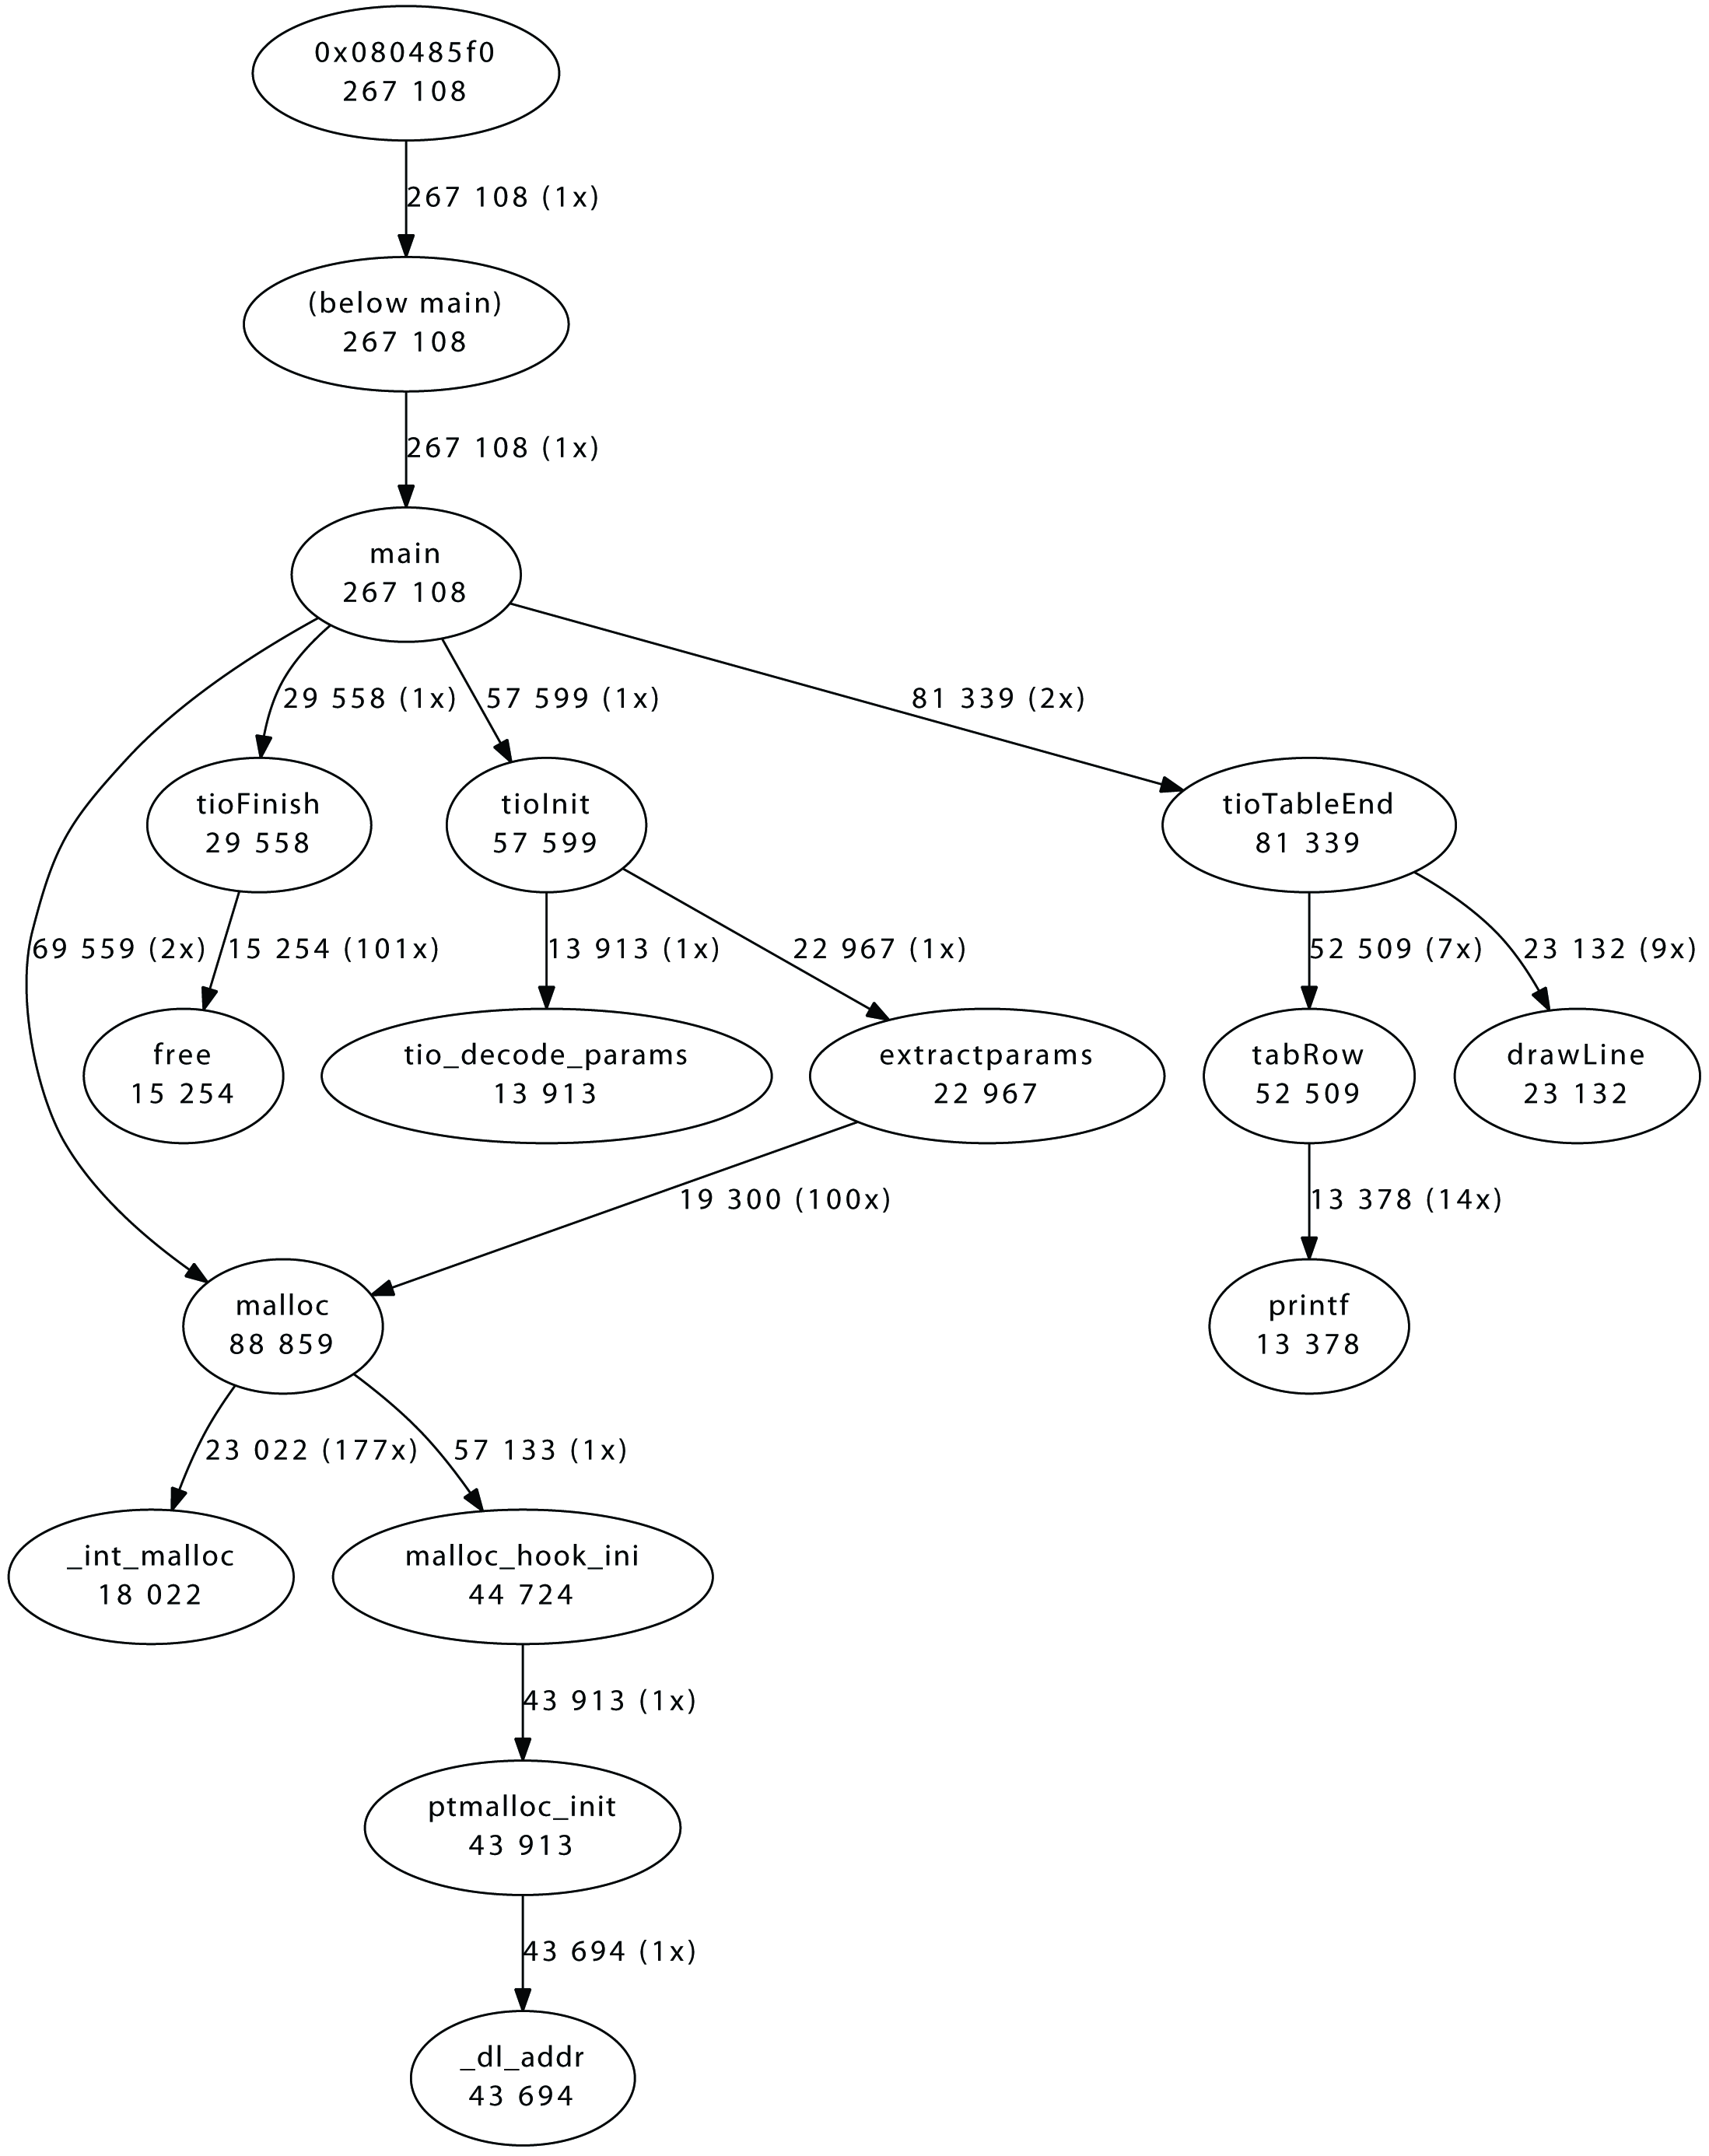 0x080485f0
267 108
267 108 (1x)
(below main)
267 108
267 108 (1x)
main
267 108
29 558 (1x)
57 599 (1x)
81 339 (2x)
tioFinish
29 558
tioInit
57 599
tioTableEnd
81 339
69 559 (2x)
15 254 (101x)
13 913 (1x)
22 967 (1x)
52 509 (7x)
23 132 (9x)
free
15 254
tio_decode_params
13 913
extractparams
22 967
tabRow
52 509
drawLine
23 132
19 300 (100x)
13 378 (14x)
malloc
88 859
printf
13 378
23 022 (177x)
57 133 (1x)
_int_malloc
18 022
malloc_hook_ini
44 724
43 913 (1x)
ptmalloc_init
43 913
43 694 (1x)
_dl_addr
43 694